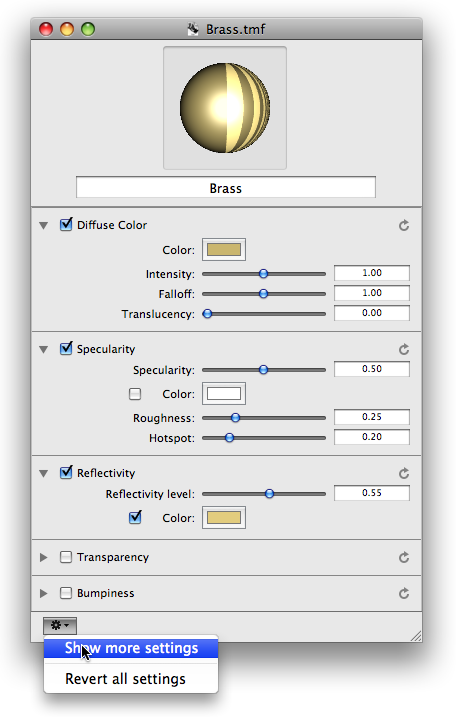 Brass.tmf
Brass
Diffuse Color
Color:
Intensity: 1.00
Falloff: 1.00
Translucency: 0.00
Specularity
Specularity: 0.50
Color:
Roughness: 0.25
Hotspot: 0.20
Reflectivity
Reflectivity level: 0.55
Color:
Transparency
Bumpiness
Show more settings
Revert all settings